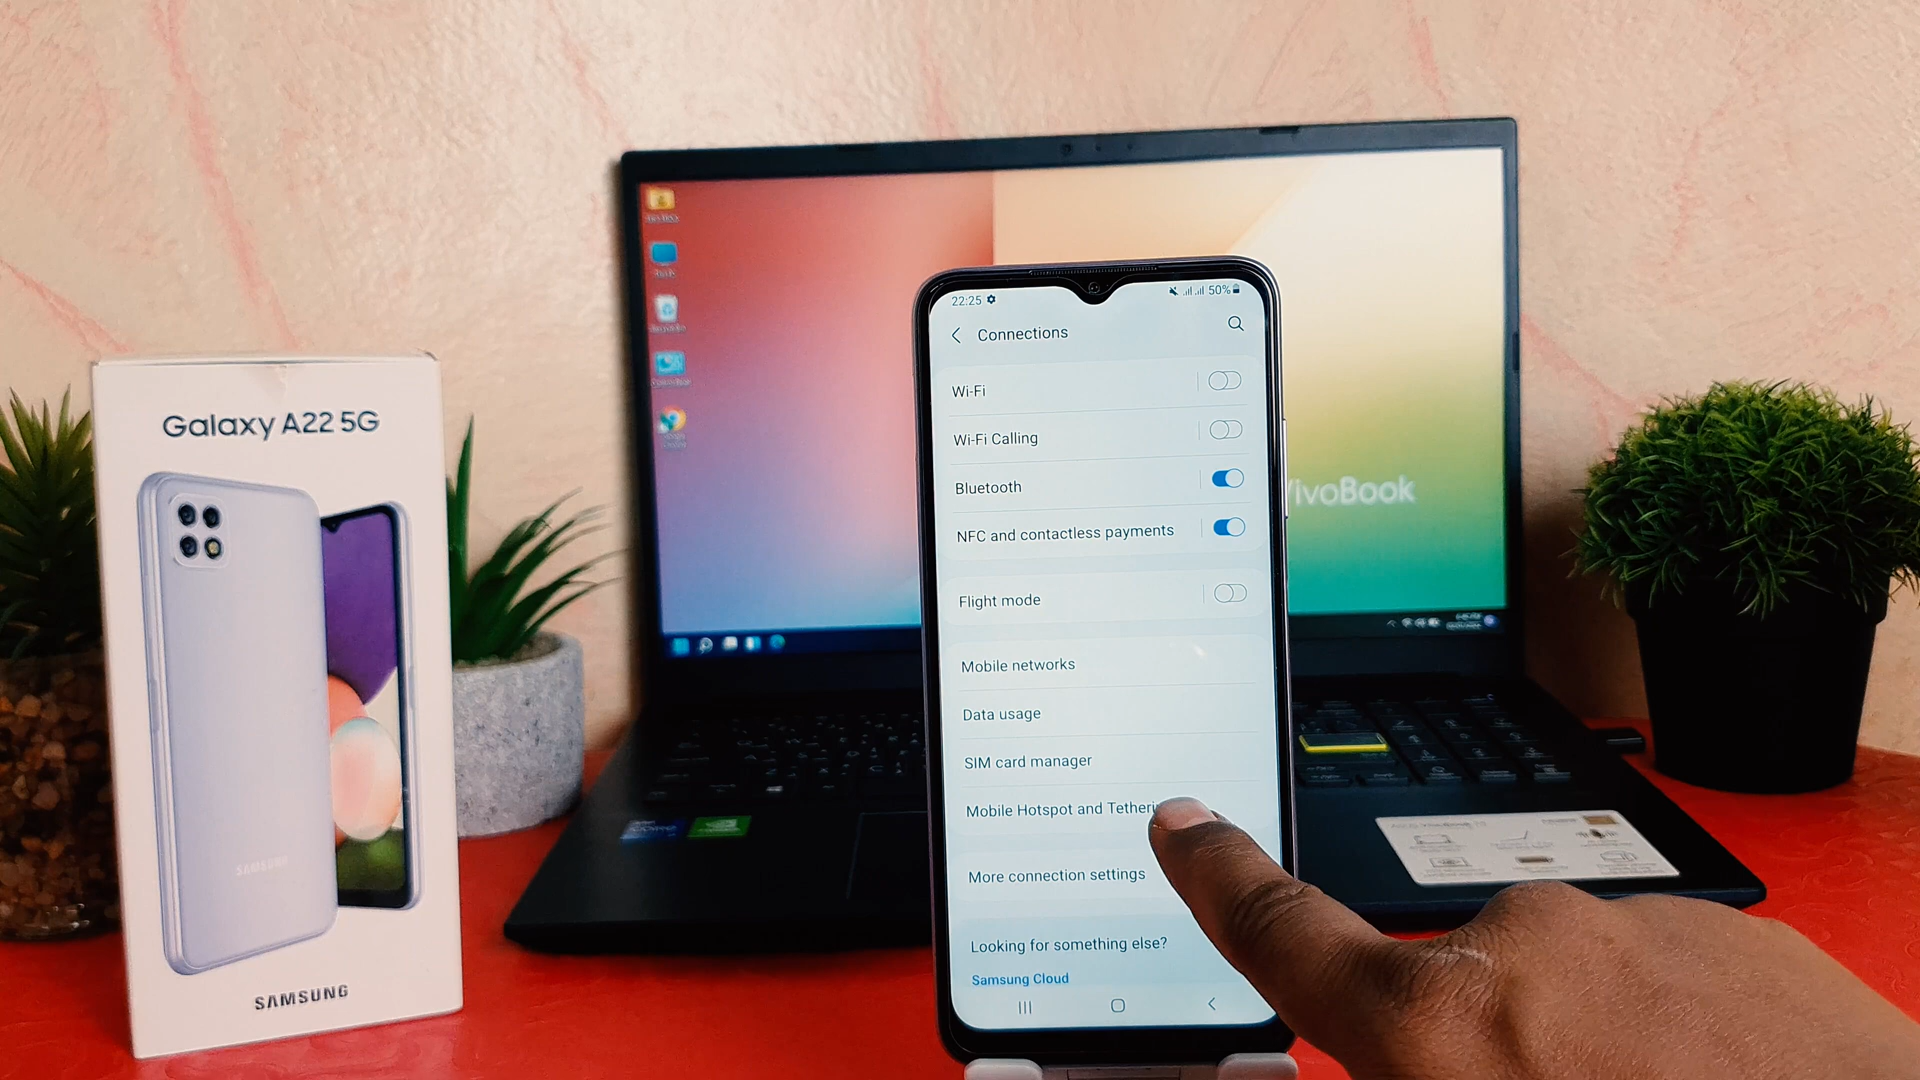 Galaxy A22 5G
SAMSUNG
SAMSUNG
22:25
50%
Connections
Wi-Fi
Wi-Fi Calling
Bluetooth
NFC and contactless payments
Flight mode
Mobile networks
Data usage
SIM card manager
Mobile Hotspot and Tetheri
More connection settings
Looking for something else?
Samsung Cloud
VivoBook